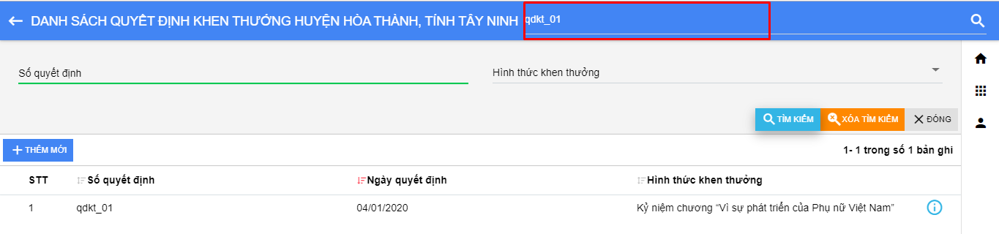 DANH SÁCH QUYẾT ĐỊNH KHEN THƯỞNG HUYỆN HÒA THÀNH, TỈNH TÂY NINH qdkt_01
Số quyết định Hình thức khen thưởng
TÌM KIẾM XÓA TÌM KIẾM ĐÓNG
THÊM MỚI 1- 1 trong số 1 bản ghi
STT Số quyết định Ngày quyết định Hình thức khen thưởng
1 qdkt_01 04/01/2020 Kỷ niệm chương “Vì sự phát triển của Phụ nữ Việt Nam”